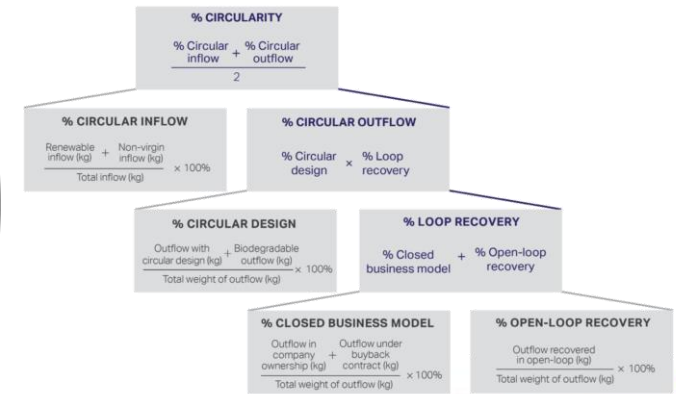 % CIRCULARITY
% Circular inflow + % Circular outflow
2
% CIRCULAR INFLOW
Renewable inflow (kg) + Non-virgin inflow (kg)
Total inflow (kg)
× 100%
% CIRCULAR OUTFLOW
% Circular design × % Loop recovery
% CIRCULAR DESIGN
Outflow with circular design (kg) + Biodegradable outflow (kg)
Total weight of outflow (kg)
× 100%
% LOOP RECOVERY
% Closed business model + % Open-loop recovery
% CLOSED BUSINESS MODEL
Outflow in company ownership (kg) + Outflow under buyback contract (kg)
Total weight of outflow (kg)
× 100%
% OPEN-LOOP RECOVERY
Outflow recovered in open-loop (kg)
Total weight of outflow (kg)
× 100%